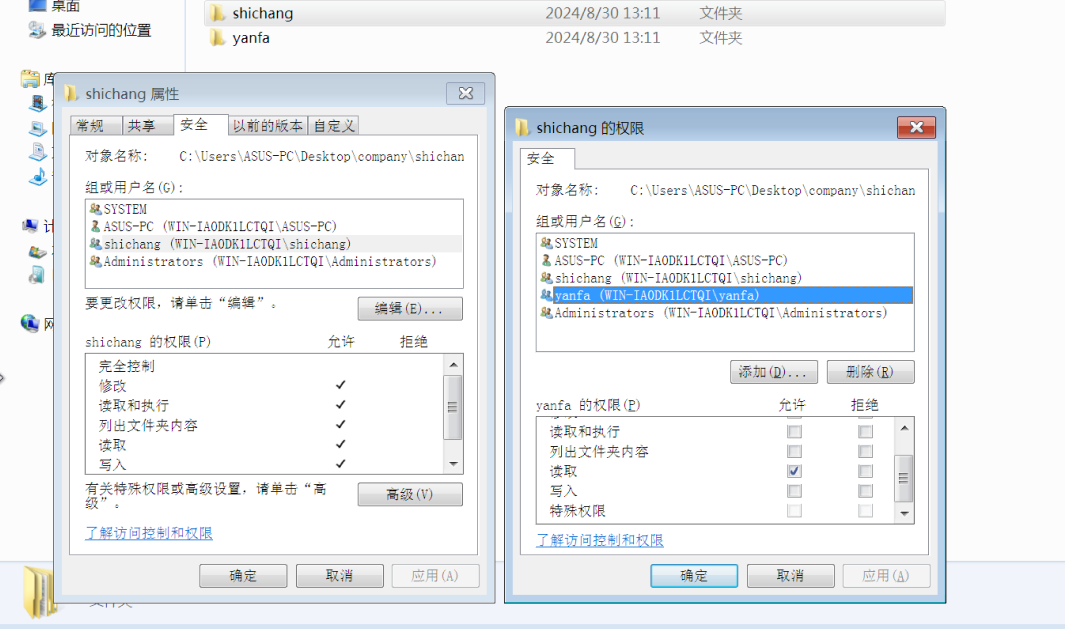 桌面
最近访问的位置
库
shichang 2024/8/30 13:11 文件夹
yanfa 2024/8/30 13:11 文件夹
shichang 属性
常规 共享 安全 以前的版本 自定义
对象名称: C:\Users\ASUS-PC\Desktop\company\shichan
组或用户名(G):
SYSTEM
ASUS-PC (WIN-IAODK1LCTQI\ASUS-PC)
shichang (WIN-IAODK1LCTQI\shichang)
Administrators (WIN-IAODK1LCTQI\Administrators)
要更改权限，请单击“编辑”。
编辑(E)...
shichang 的权限(P) 允许 拒绝
完全控制
修改
读取和执行
列出文件夹内容
读取
写入
有关特殊权限或高级设置，请单击“高
级”。
高级(V)
了解访问控制和权限
确定 取消 应用(A)
文件夹
shichang 的权限
安全
对象名称: C:\Users\ASUS-PC\Desktop\company\shichan
组或用户名(G):
SYSTEM
ASUS-PC (WIN-IAODK1LCTQI\ASUS-PC)
shichang (WIN-IAODK1LCTQI\shichang)
yanfa (WIN-IAODK1LCTQI\yanfa)
Administrators (WIN-IAODK1LCTQI\Administrators)
添加(D)... 删除(R)
yanfa 的权限(P) 允许 拒绝
读取和执行
列出文件夹内容
读取
写入
特殊权限
了解访问控制和权限
确定 取消 应用(A)